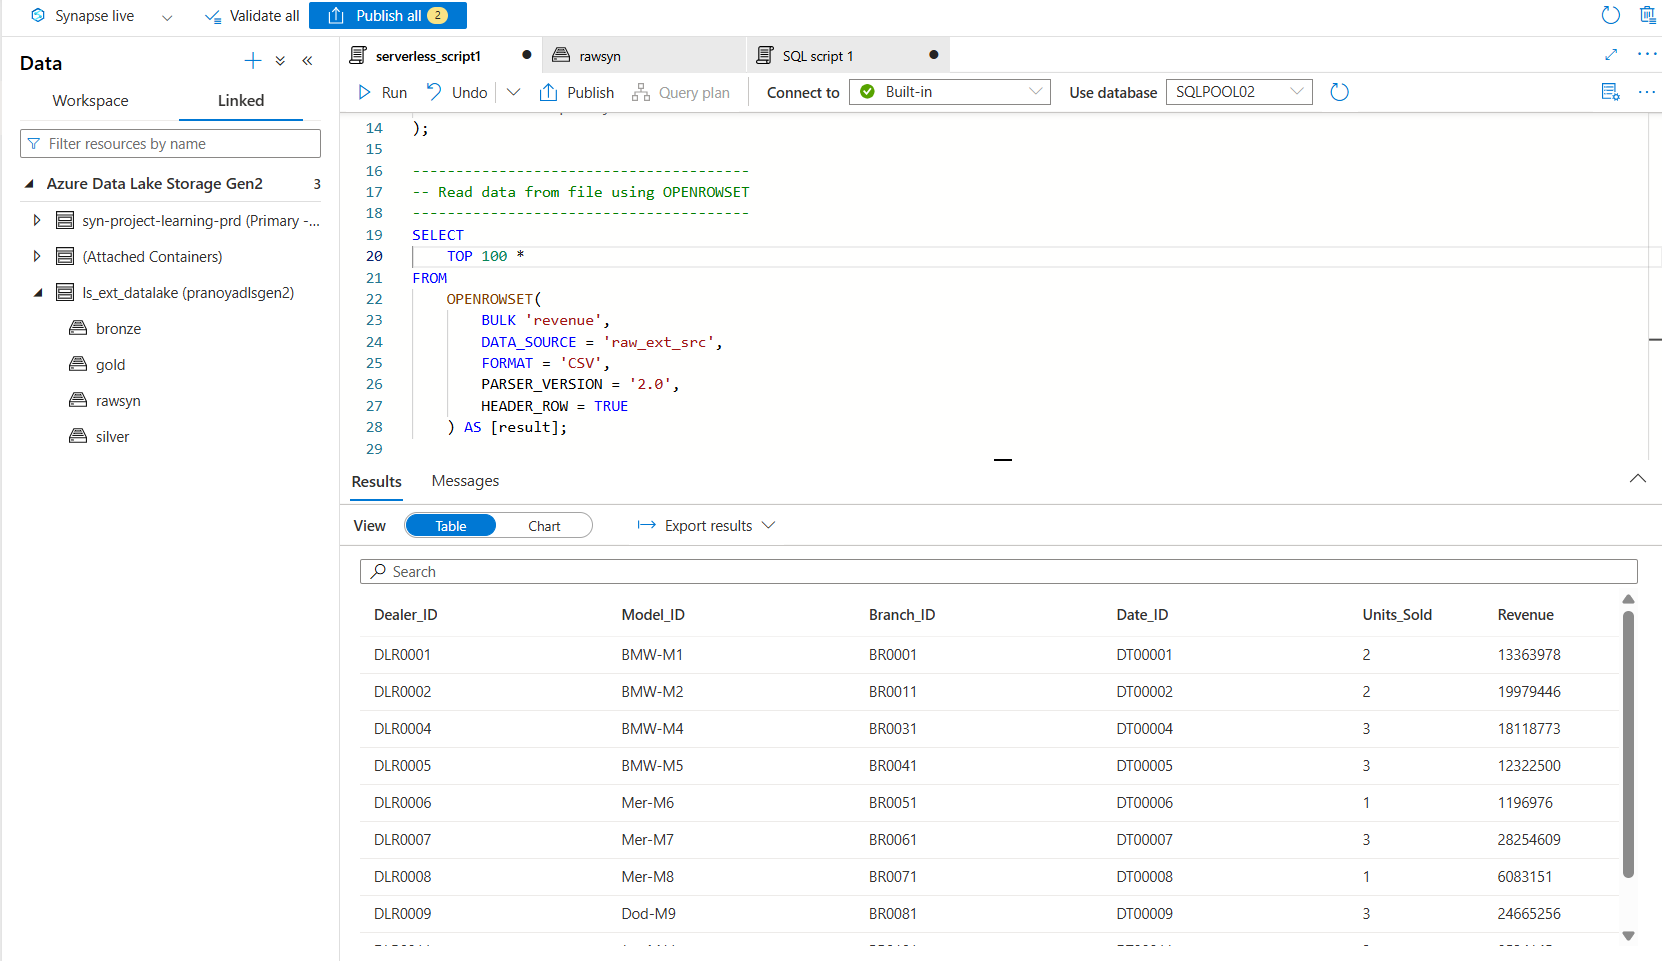 Synapse live
Validate all
Publish all 2
Data
Workspace
Linked
Filter resources by name
Azure Data Lake Storage Gen2 3
syn-project-learning-prd (Primary -...
(Attached Containers)
ls_ext_datalake (pranoyadlsgen2)
bronze
gold
rawsyn
silver
serverless_script1
rawsyn
SQL script 1
Run
Undo
Publish
Query plan
Connect to Built-in
Use database SQLPOOL02
14 );
15
16 ---------------------------------------
17 -- Read data from file using OPENROWSET
18 ---------------------------------------
19 SELECT
20 TOP 100 *
21 FROM
22 OPENROWSET(
23 BULK 'revenue',
24 DATA_SOURCE = 'raw_ext_src',
25 FORMAT = 'CSV',
26 PARSER_VERSION = '2.0',
27 HEADER_ROW = TRUE
28 ) AS [result];
29
Results Messages
View Table Chart Export results
Search
Dealer_ID Model_ID Branch_ID Date_ID Units_Sold Revenue
DLR0001 BMW-M1 BR0001 DT00001 2 13363978
DLR0002 BMW-M2 BR0011 DT00002 2 19979446
DLR0004 BMW-M4 BR0031 DT00004 3 18118773
DLR0005 BMW-M5 BR0041 DT00005 3 12322500
DLR0006 Mer-M6 BR0051 DT00006 1 1196976
DLR0007 Mer-M7 BR0061 DT00007 3 28254609
DLR0008 Mer-M8 BR0071 DT00008 1 6083151
DLR0009 Dod-M9 BR0081 DT00009 3 24665256